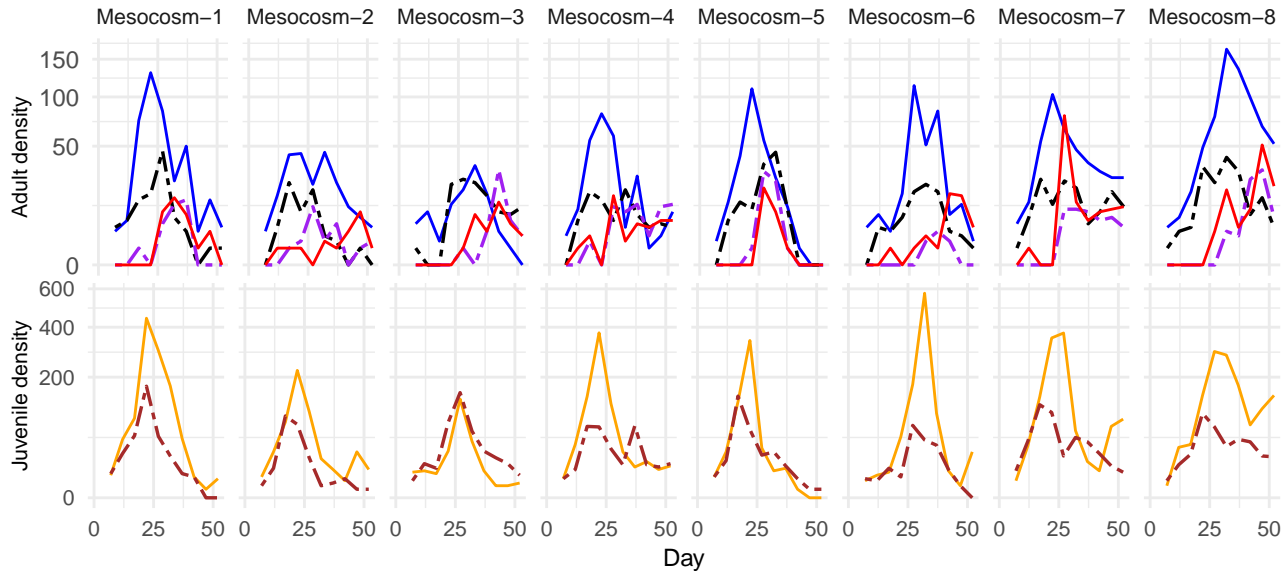 Mesocosm−1 Mesocosm−2 Mesocosm−3 Mesocosm−4 Mesocosm−5 Mesocosm−6 Mesocosm−7 Mesocosm−8
Adult density
150
100
50
0
Juvenile density
600
400
200
0
0 25 50 0 25 50 0 25 50 0 25 50 0 25 50 0 25 50 0 25 50 0 25 50
Day